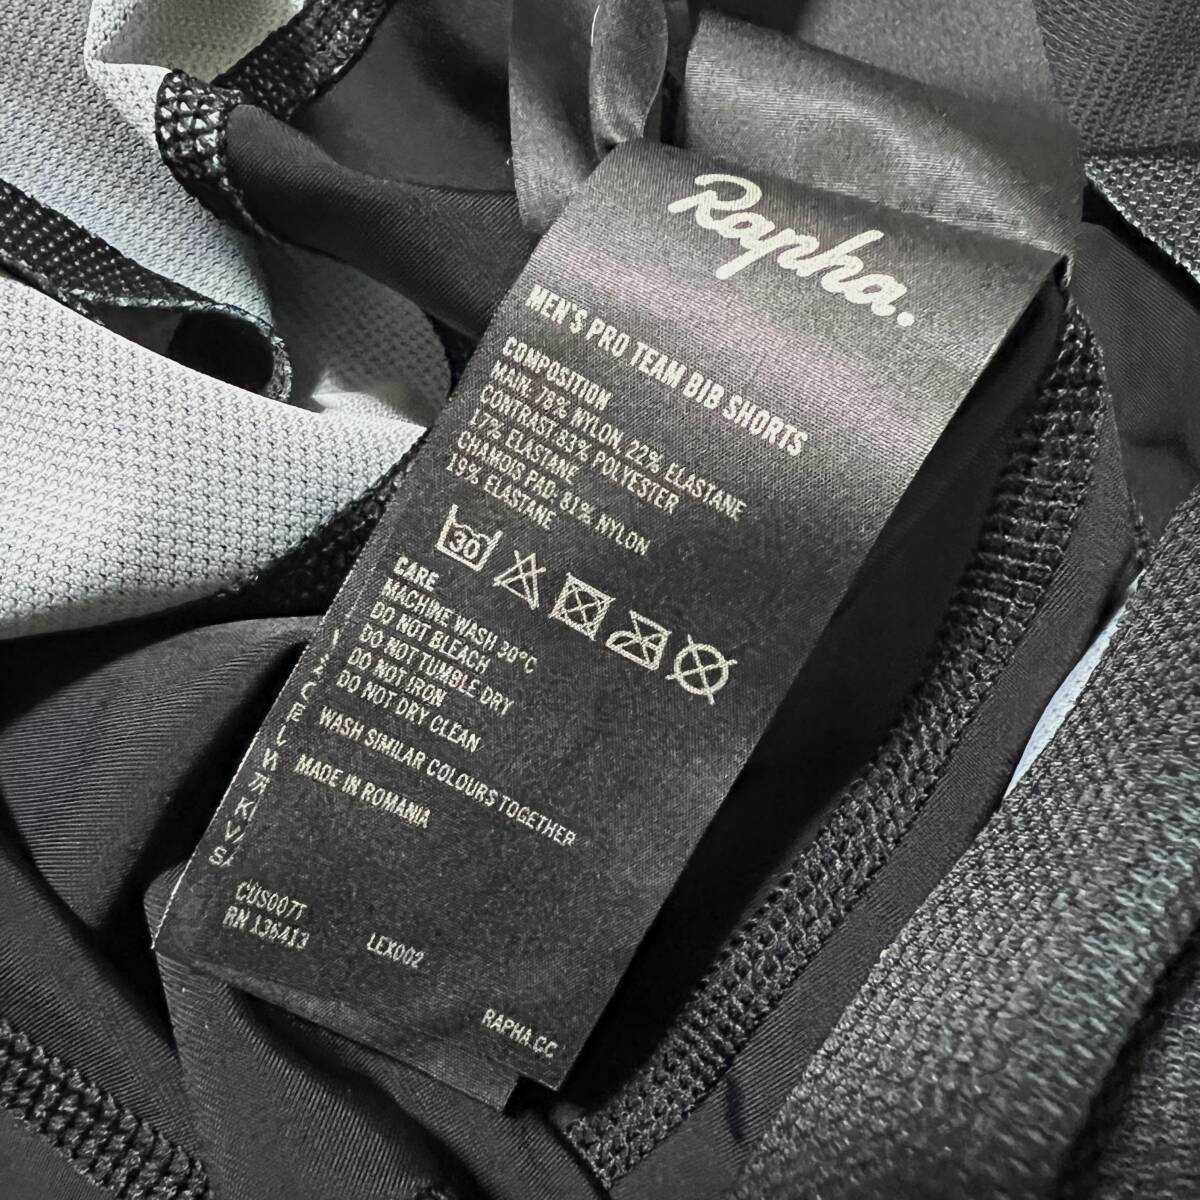 Rapha.
MEN'S PRO TEAM BIB SHORTS
COMPOSITION
MAIN: 78% NYLON, 22% ELASTANE
CONTRAST:83% POLYESTER
17% ELASTANE
CHAMOIS PAD: 81% NYLON
19% ELASTANE
30
CARE
MACHINE WASH 30°C
DO NOT BLEACH
DO NOT TUMBLE DRY
DO NOT IRON
DO NOT DRY CLEAN
WASH SIMILAR COLOURS TOGETHER
MADE IN ROMANIA
CUS007T
RN 136413
LEX002
RAPHA.CC